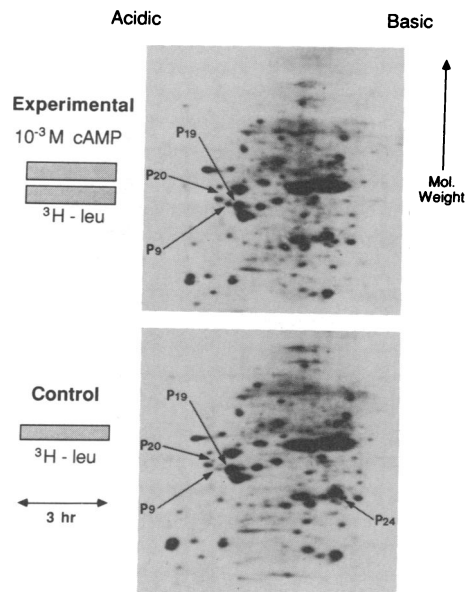 Acidic
Basic
Experimental
10⁻³ M cAMP
³H - leu
P19
P20
P9
Mol.
Weight
Control
³H - leu
3 hr
P19
P20
P9
P24